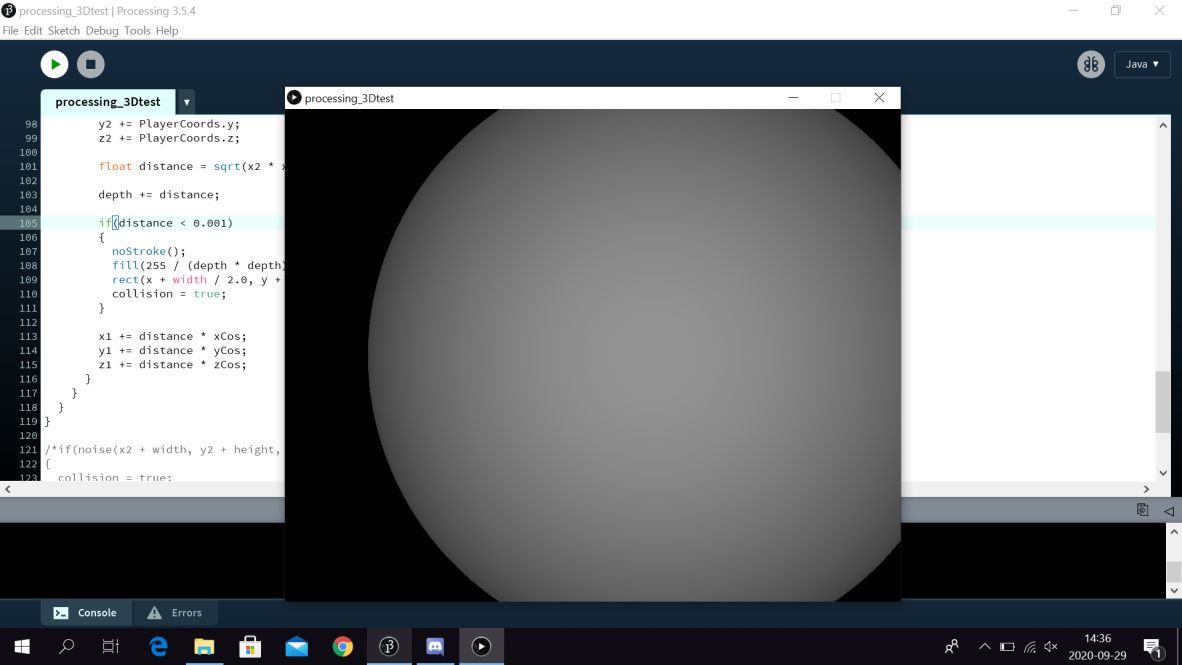 processing_3Dtest | Processing 3.5.4
File Edit Sketch Debug Tools Help
Java ▼
processing_3Dtest ▼
processing_3Dtest
98 y2 += PlayerCoords.y;
99 z2 += PlayerCoords.z;
100
101 float distance = sqrt(x2 *
102
103 depth += distance;
104
105 if(distance < 0.001)
106 {
107 noStroke();
108 fill(255 / (depth * depth)
109 rect(x + width / 2.0, y +
110 collision = true;
111 }
112
113 x1 += distance * xCos;
114 y1 += distance * yCos;
115 z1 += distance * zCos;
116 }
117 }
118 }
119 }
120
121 /*if(noise(x2 + width, y2 + height,
122 {
123 collision = true;
Console
Errors
14:36
2020-09-29
1